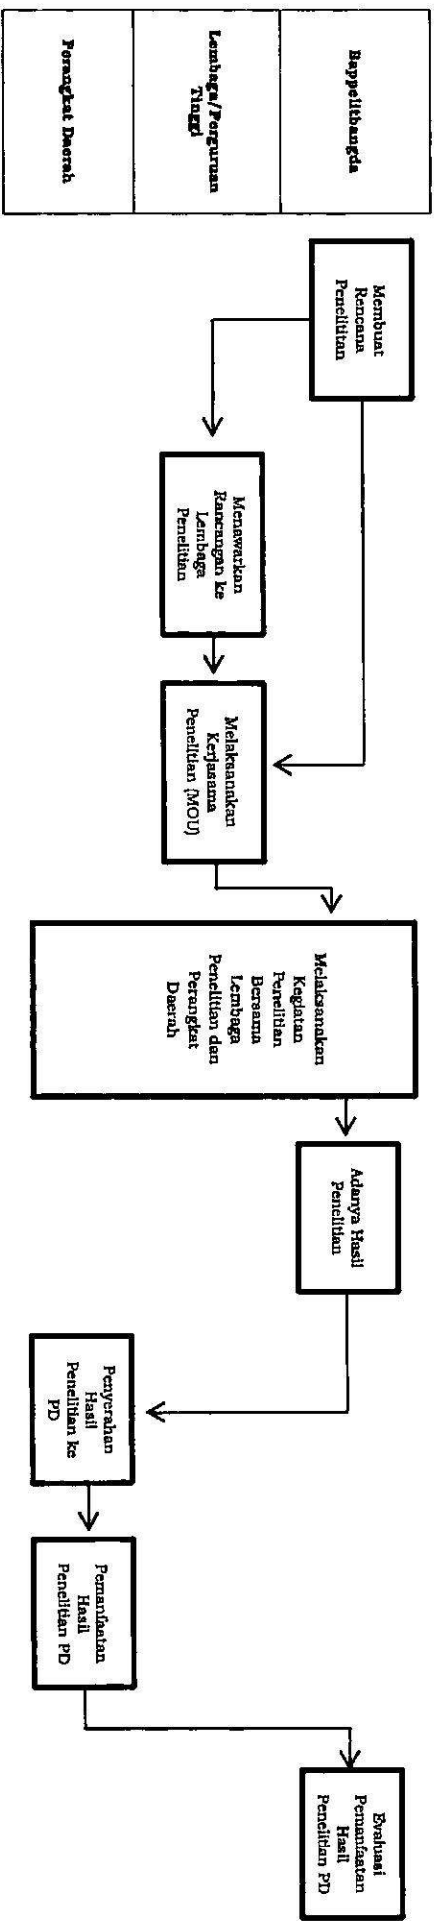 Bappelitbangda
Lembaga/Perguruan
Tinggi
Perangkat Daerah
Membuat
Rencana
Penelititan
Menawarkan
Rancangan ke
Lembaga
Penelitian
Melaksanakan
Kerjasama
Penelitian (MOU)
Melaksanakan
Kegiatan
Penelitian
Bersama
Lembaga
Penelitian dan
Perangkat
Daerah
Adanya Hasil
Penelitian
Penyerahan
Hasil
Penelitian ke
PD
Pemanfaatan
Hasil
Penelitian PD
Evaluasi
Pemanfaatan
Hasil
Penelitian PD